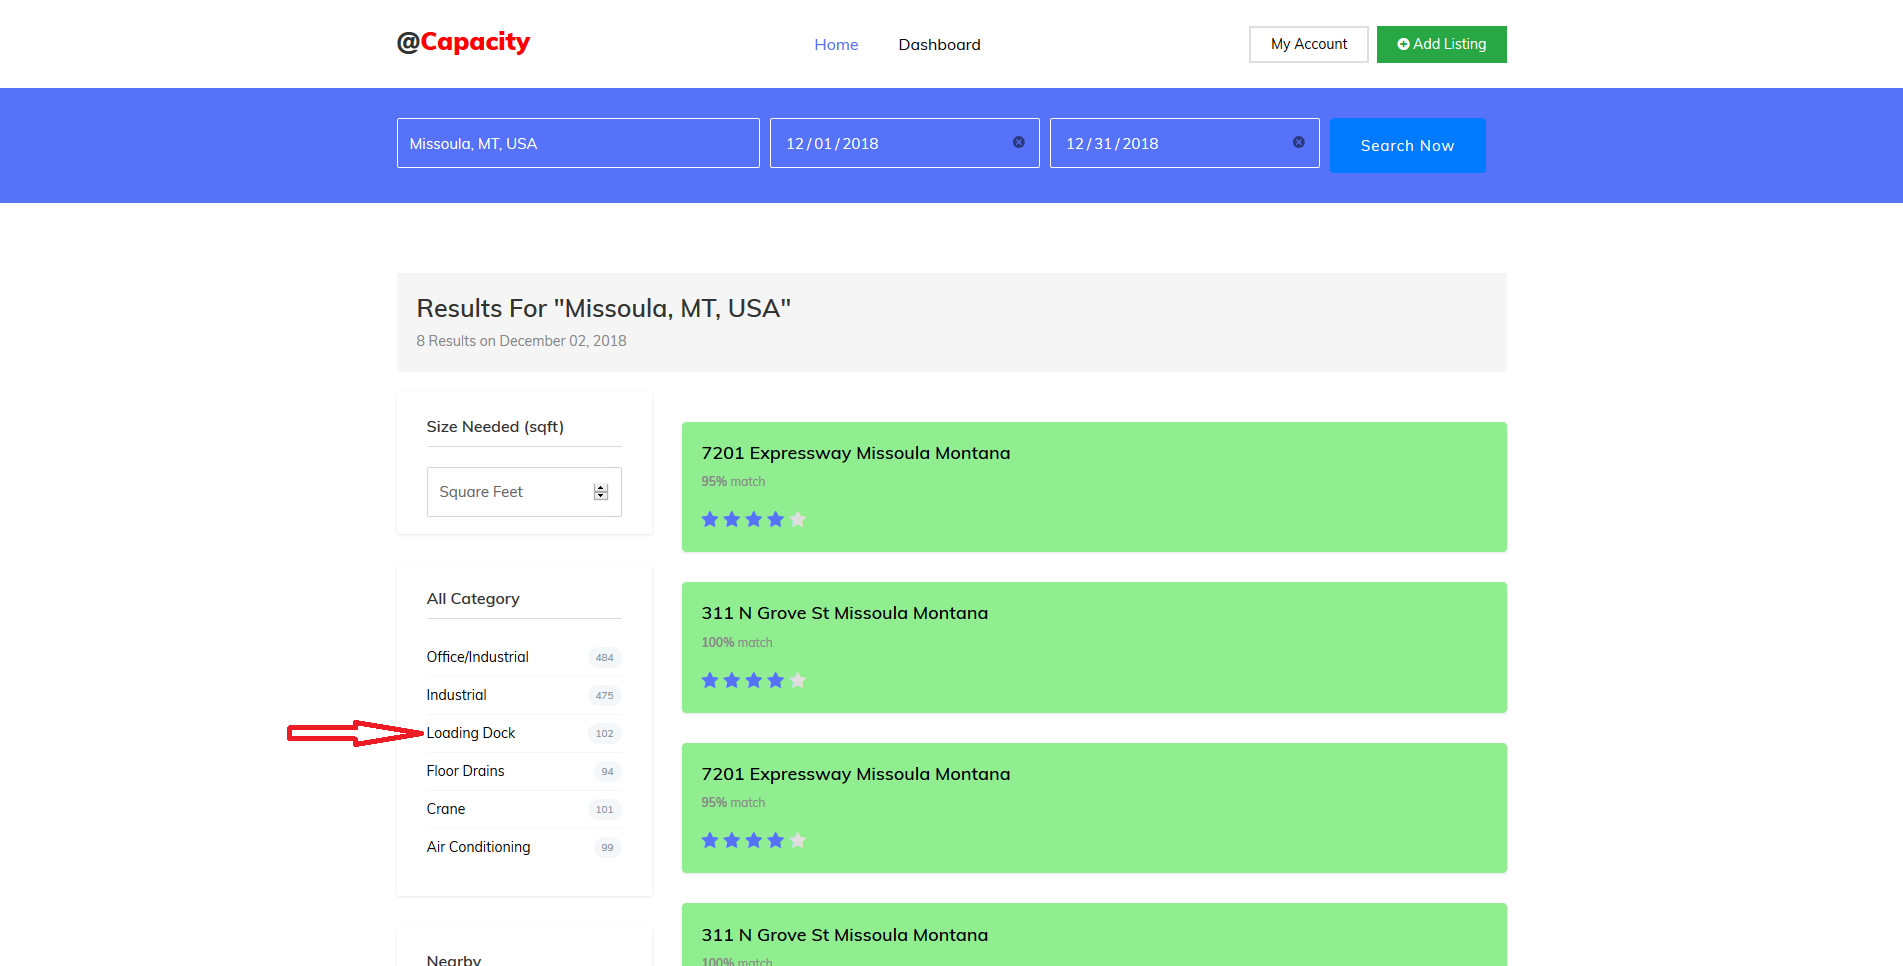 @Capacity
Home
Dashboard
My Account
Add Listing
Missoula, MT, USA
12 / 01 / 2018
12 / 31 / 2018
Search Now
Results For "Missoula, MT, USA"
8 Results on December 02, 2018
Size Needed (sqft)
Square Feet
All Category
Office/Industrial 484
Industrial 475
Loading Dock 102
Floor Drains 94
Crane 101
Air Conditioning 99
Nearby
7201 Expressway Missoula Montana
95% match
311 N Grove St Missoula Montana
100% match
7201 Expressway Missoula Montana
95% match
311 N Grove St Missoula Montana
100% match